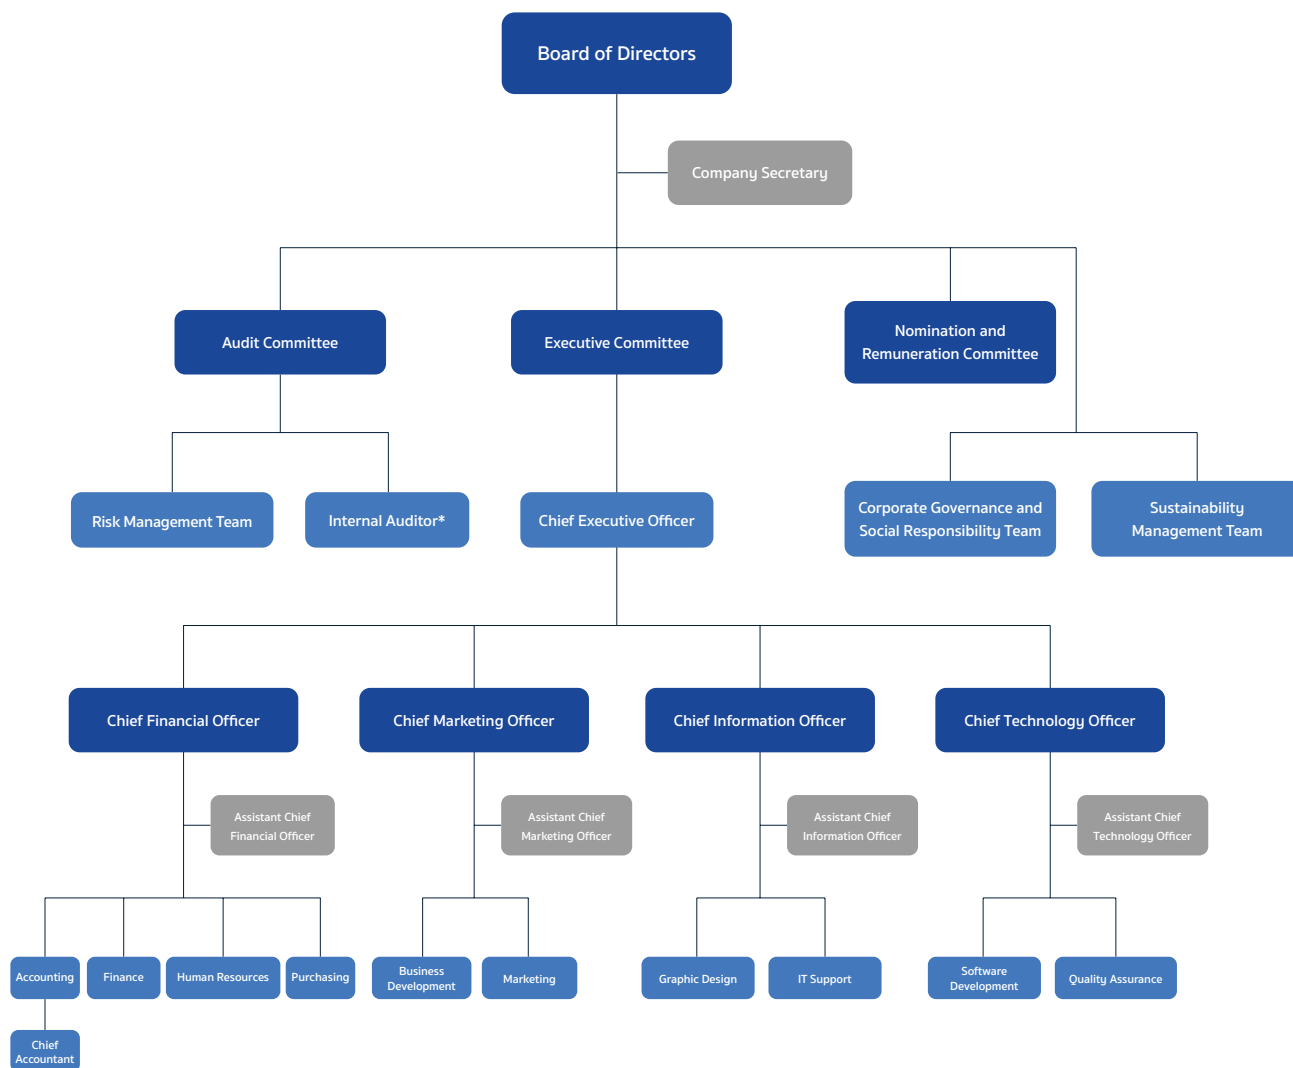 Board of Directors
Company Secretary
Audit Committee
Executive Committee
Nomination and
Remuneration Committee
Risk Management Team
Internal Auditor*
Chief Executive Officer
Corporate Governance and
Social Responsibility Team
Sustainability
Management Team
Chief Financial Officer
Chief Marketing Officer
Chief Information Officer
Chief Technology Officer
Assistant Chief
Financial Officer
Assistant Chief
Marketing Officer
Assistant Chief
Information Officer
Assistant Chief
Technology Officer
Accounting
Finance
Human Resources
Purchasing
Business
Development
Marketing
Graphic Design
IT Support
Software
Development
Quality Assurance
Chief
Accountant